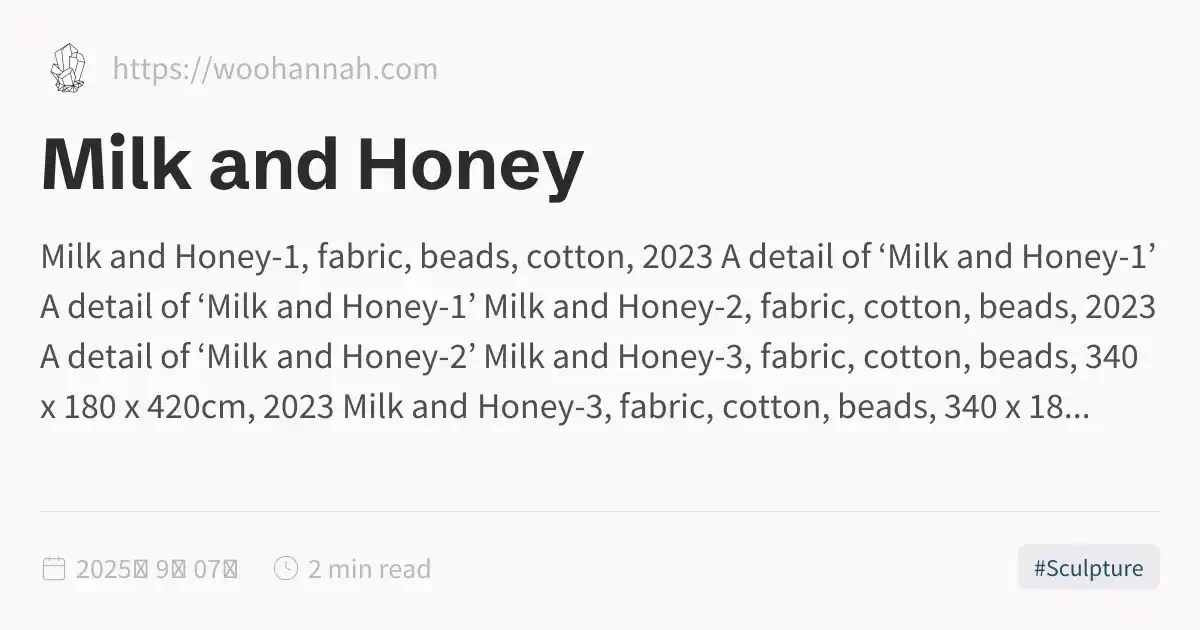 https://woohannah.com
Milk and Honey
Milk and Honey-1, fabric, beads, cotton, 2023 A detail of ‘Milk and Honey-1’
A detail of ‘Milk and Honey-1’ Milk and Honey-2, fabric, cotton, beads, 2023
A detail of ‘Milk and Honey-2’ Milk and Honey-3, fabric, cotton, beads, 340
x 180 x 420cm, 2023 Milk and Honey-3, fabric, cotton, beads, 340 x 18...
2025 9 07
2 min read
#Sculpture